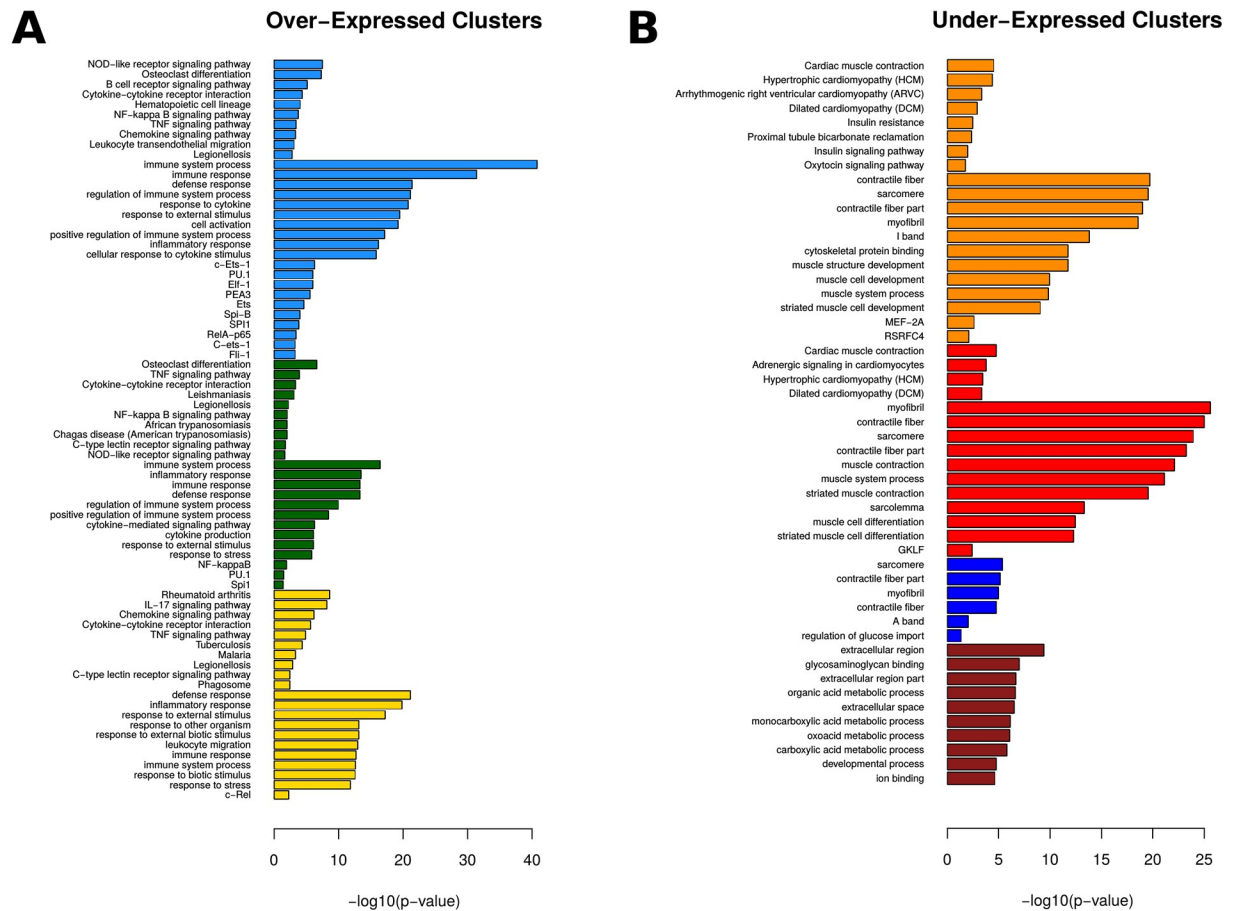 A
Over−Expressed Clusters
NOD−like receptor signaling pathway
Osteoclast differentiation
B cell receptor signaling pathway
Cytokine−cytokine receptor interaction
Hematopoietic cell lineage
NF−kappa B signaling pathway
TNF signaling pathway
Chemokine signaling pathway
Leukocyte transendothelial migration
Legionellosis
immune system process
immune response
defense response
regulation of immune system process
response to cytokine
response to external stimulus
cell activation
positive regulation of immune system process
inflammatory response
cellular response to cytokine stimulus
c−Ets−1
PU.1
Elf−1
PEA3
Ets
Spi−B
SPI1
RelA−p65
C−ets−1
Fli−1
Osteoclast differentiation
TNF signaling pathway
Cytokine−cytokine receptor interaction
Leishmaniasis
Legionellosis
NF−kappa B signaling pathway
African trypanosomiasis
Chagas disease (American trypanosomiasis)
C−type lectin receptor signaling pathway
NOD−like receptor signaling pathway
immune system process
inflammatory response
immune response
defense response
regulation of immune system process
positive regulation of immune system process
cytokine−mediated signaling pathway
cytokine production
response to external stimulus
response to stress
NF−kappaB
PU.1
SpI1
Rheumatoid arthritis
IL−17 signaling pathway
Chemokine signaling pathway
Cytokine−cytokine receptor interaction
TNF signaling pathway
Tuberculosis
Malaria
Legionellosis
C−type lectin receptor signaling pathway
Phagosome
defense response
inflammatory response
response to external stimulus
response to other organism
response to external biotic stimulus
leukocyte migration
immune response
immune system process
response to biotic stimulus
response to stress
c−Rel
0 10 20 30 40
−log10(p−value)
B
Under−Expressed Clusters
Cardiac muscle contraction
Hypertrophic cardiomyopathy (HCM)
Arrhythmogenic right ventricular cardiomyopathy (ARVC)
Dilated cardiomyopathy (DCM)
Insulin resistance
Proximal tubule bicarbonate reclamation
Insulin signaling pathway
Oxytocin signaling pathway
contractile fiber
sarcomere
contractile fiber part
myofibril
I band
cytoskeletal protein binding
muscle structure development
muscle cell development
muscle system process
striated muscle cell development
MEF−2A
RSRFC4
Cardiac muscle contraction
Adrenergic signaling in cardiomyocytes
Hypertrophic cardiomyopathy (HCM)
Dilated cardiomyopathy (DCM)
myofibril
contractile fiber
sarcomere
contractile fiber part
muscle contraction
muscle system process
striated muscle contraction
sarcolemma
muscle cell differentiation
striated muscle cell differentiation
GKLF
sarcomere
contractile fiber part
myofibril
contractile fiber
A band
regulation of glucose import
extracellular region
glycosaminoglycan binding
extracellular region part
organic acid metabolic process
extracellular space
monocarboxylic acid metabolic process
oxoacid metabolic process
carboxylic acid metabolic process
developmental process
ion binding
0 5 10 15 20 25
−log10(p−value)